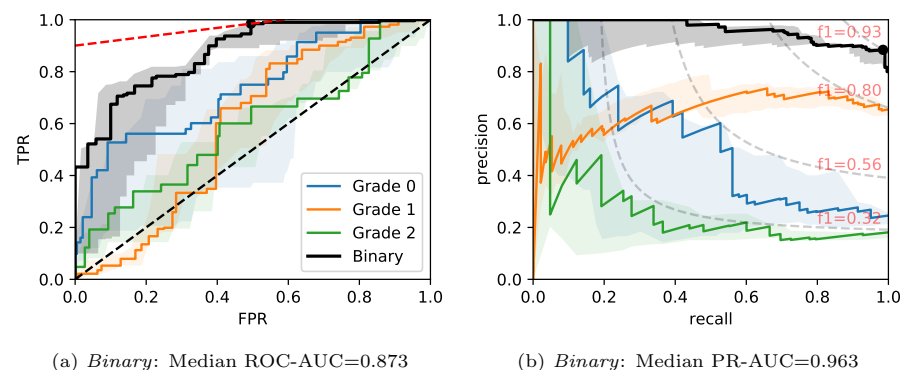 1.0
0.8
0.6
0.4
0.2
0.0
TPR
0.0 0.2 0.4 0.6 0.8 1.0
FPR
Grade 0
Grade 1
Grade 2
Binary
(a) Binary: Median ROC-AUC=0.873
1.0
0.8
0.6
0.4
0.2
0.0
precision
f1=0.93
f1=0.80
f1=0.56
f1=0.32
0.0 0.2 0.4 0.6 0.8 1.0
recall
(b) Binary: Median PR-AUC=0.963